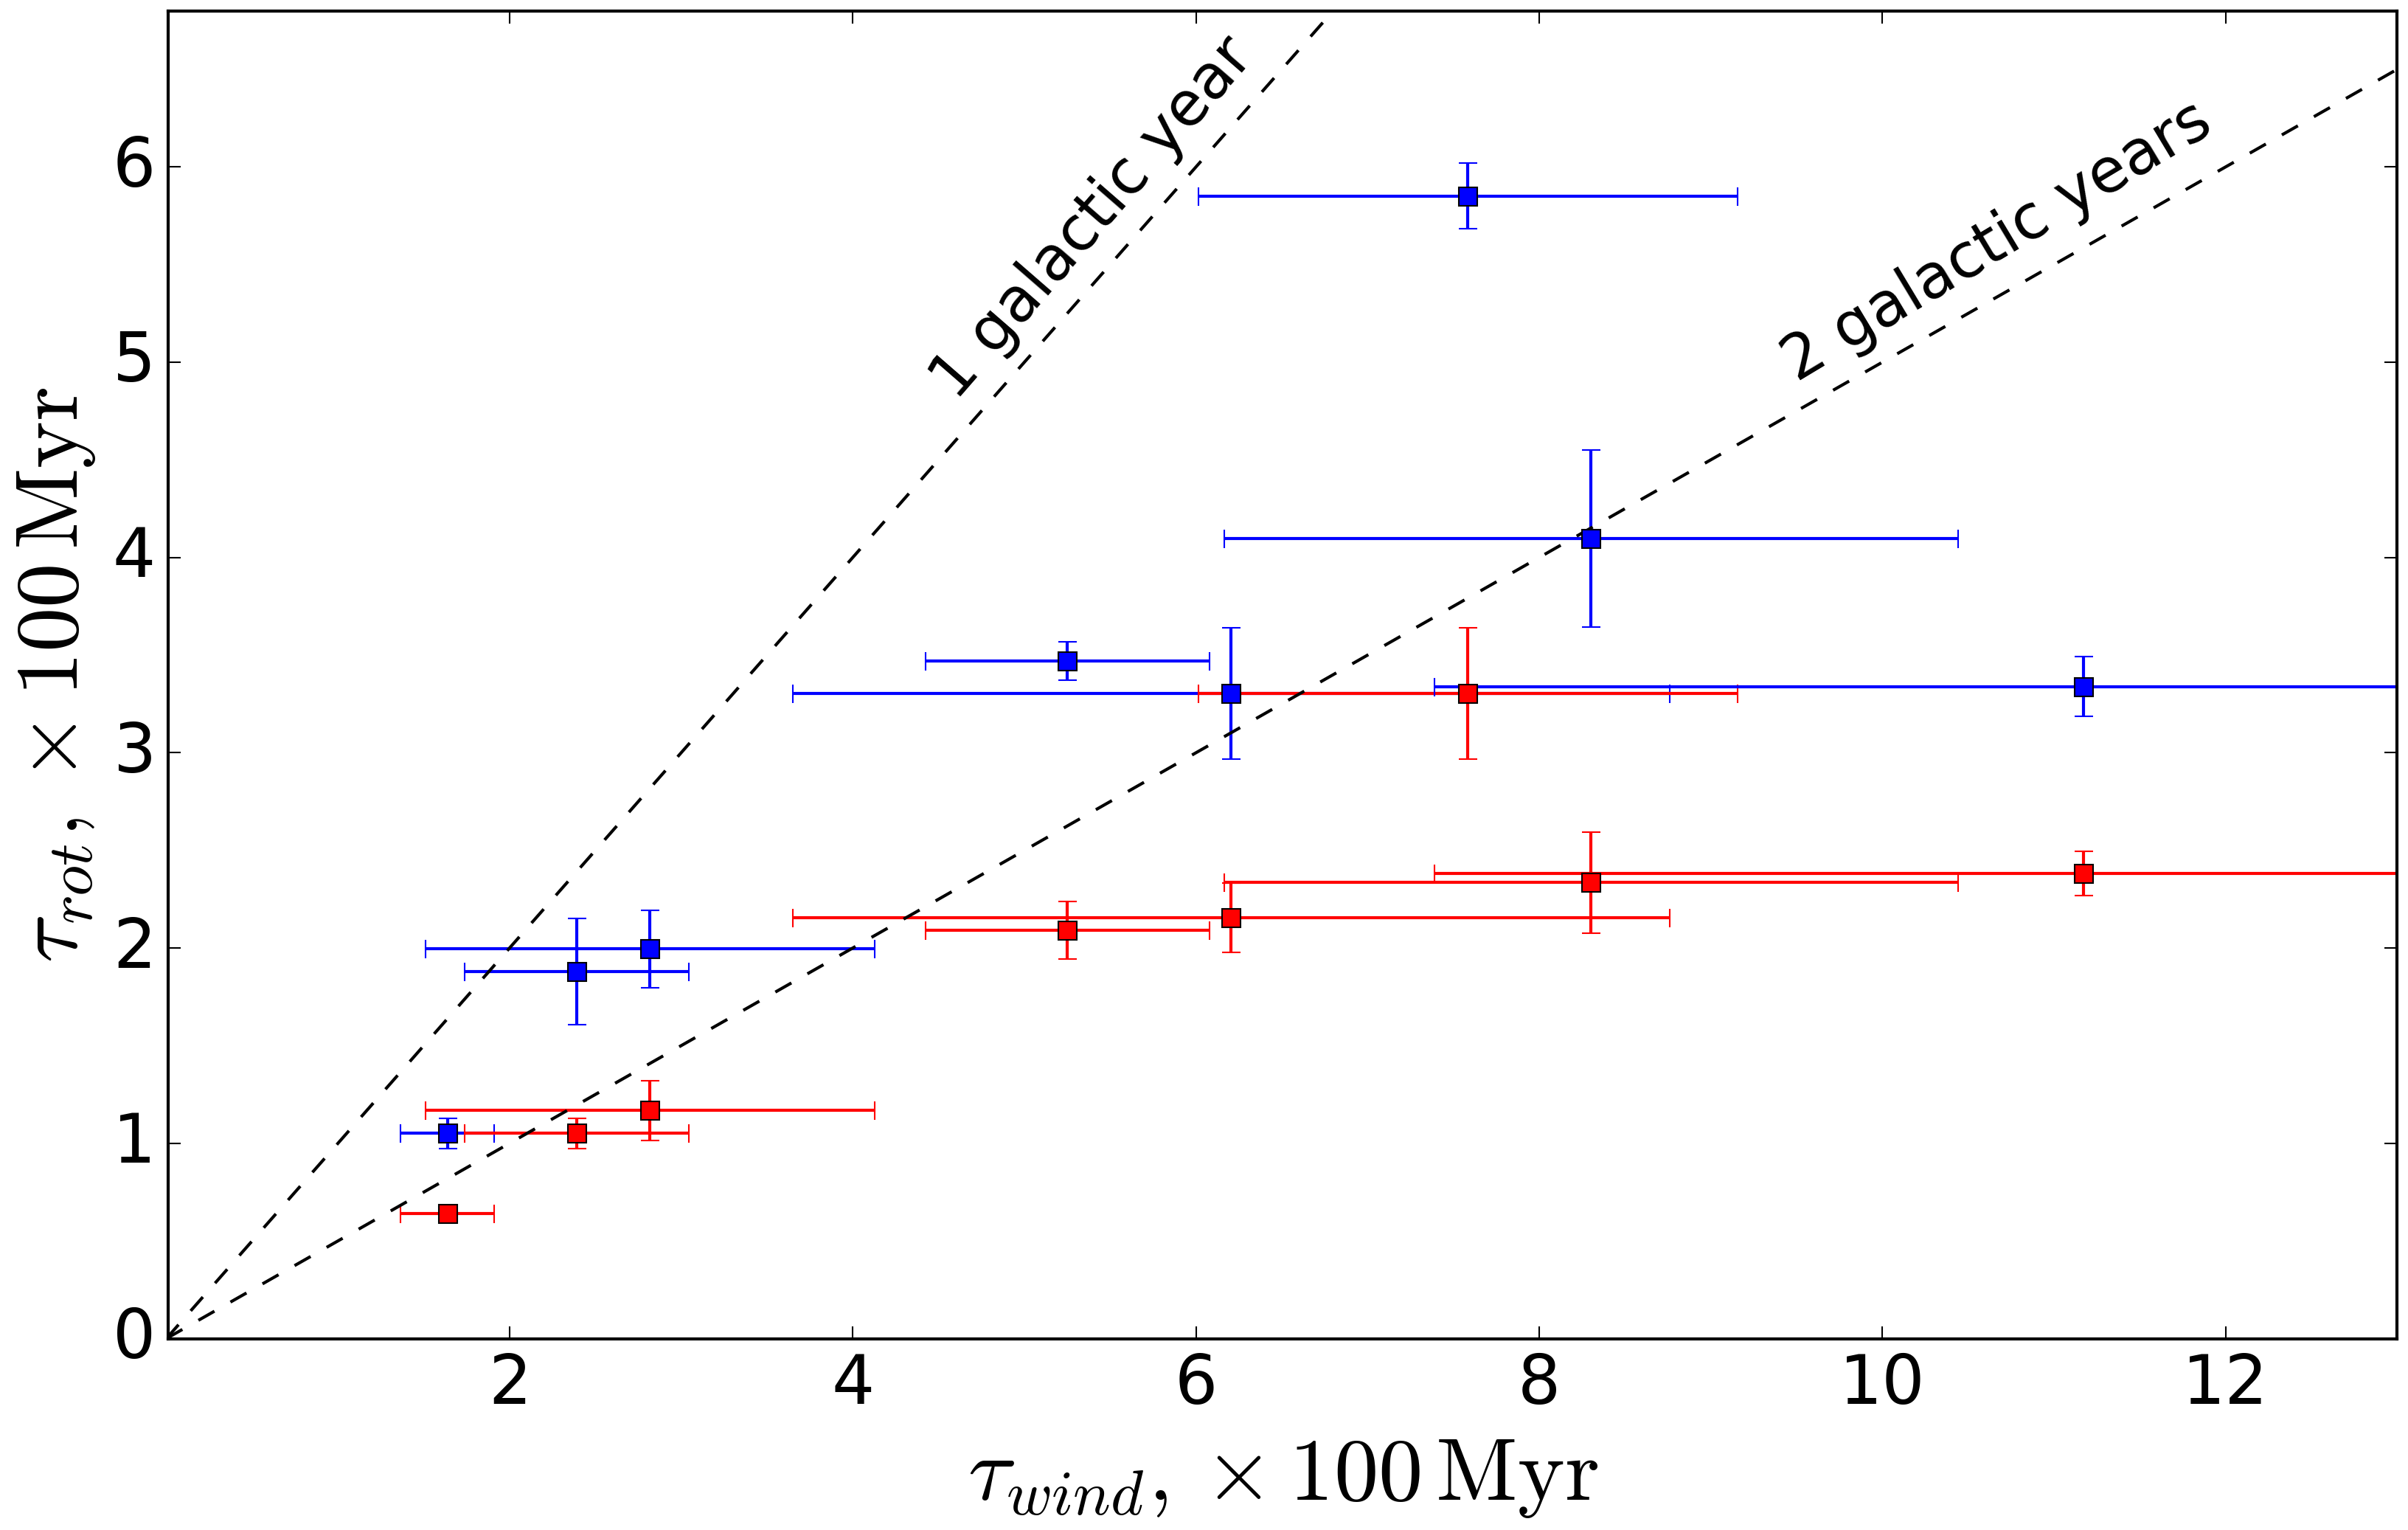 1 galactic year
2 galactic years
6
5
4
3
2
1
0
τ_rot, × 100 Myr
2 4 6 8 10 12
τ_wind, × 100 Myr